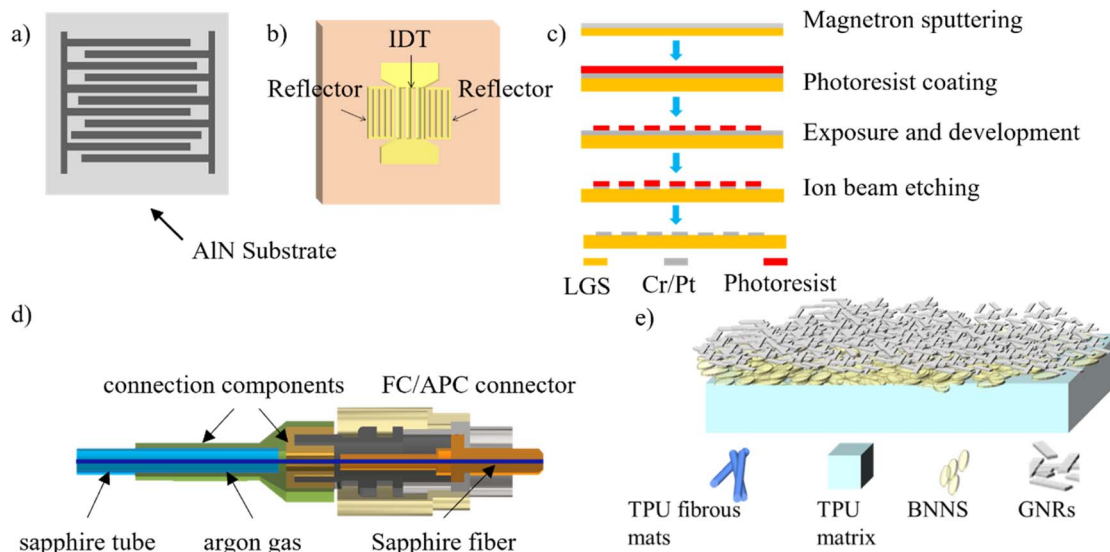 a)
AlN Substrate
b)
IDT
Reflector
Reflector
c)
Magnetron sputtering
Photoresist coating
Exposure and development
Ion beam etching
LGS
Cr/Pt
Photoresist
d)
connection components
FC/APC connector
sapphire tube
argon gas
Sapphire fiber
e)
TPU fibrous
mats
TPU
matrix
BNNS
GNRs